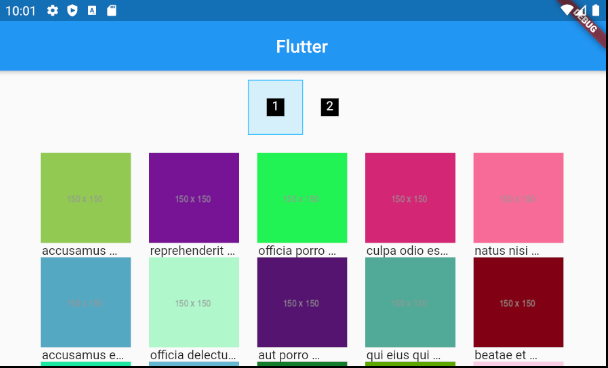 10:01
DEBUG
Flutter
1 2
150 x 150 150 x 150 150 x 150 150 x 150 150 x 150
accusamus ... reprehenderit ... officia porro ... culpa odio es... natus nisi ...
150 x 150 150 x 150 150 x 150 150 x 150 150 x 150
accusamus e... officia delectu... aut porro ... qui eius qui ... beatae et ...